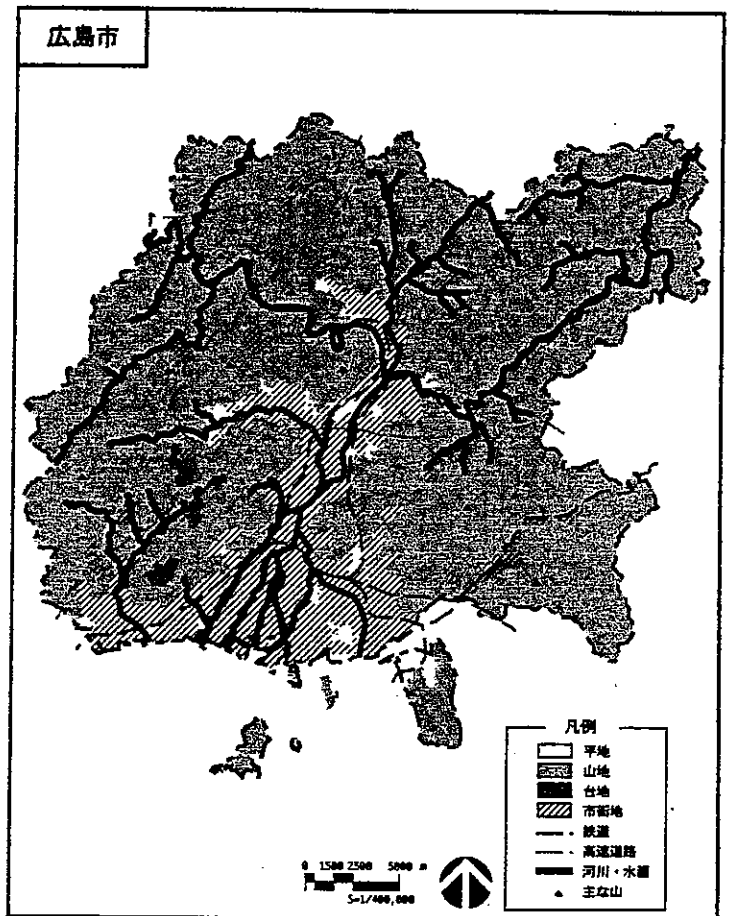 広島市
凡例
平地
山地
台地
市街地
鉄道
高速道路
河川・水面
主な山
0 1500 2500 5000 m
S=1/400,000